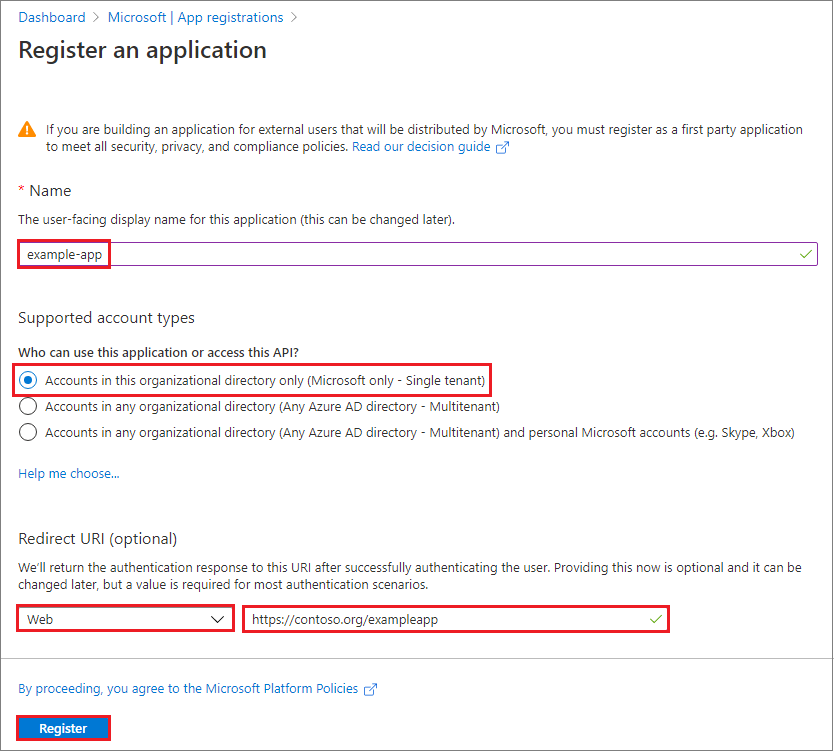 Dashboard > Microsoft | App registrations >
Register an application
If you are building an application for external users that will be distributed by Microsoft, you must register as a first party application
to meet all security, privacy, and compliance policies. Read our decision guide
* Name
The user-facing display name for this application (this can be changed later).
example-app
Supported account types
Who can use this application or access this API?
Accounts in this organizational directory only (Microsoft only - Single tenant)
Accounts in any organizational directory (Any Azure AD directory - Multitenant)
Accounts in any organizational directory (Any Azure AD directory - Multitenant) and personal Microsoft accounts (e.g. Skype, Xbox)
Help me choose...
Redirect URI (optional)
We'll return the authentication response to this URI after successfully authenticating the user. Providing this now is optional and it can be
changed later, but a value is required for most authentication scenarios.
Web https://contoso.org/exampleapp
By proceeding, you agree to the Microsoft Platform Policies
Register